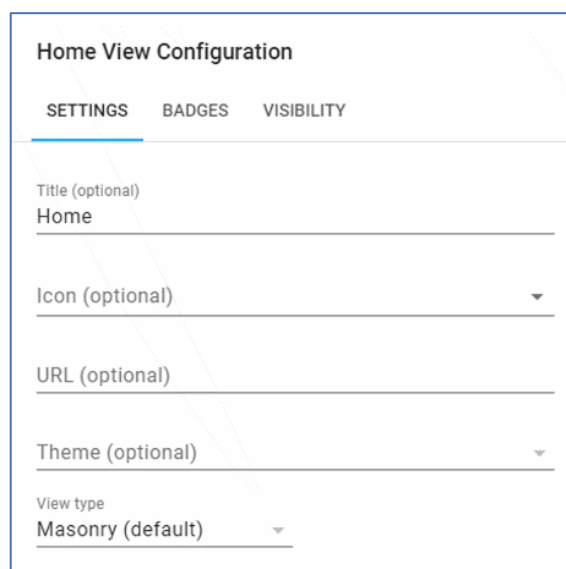 Home View Configuration
SETTINGS BADGES VISIBILITY
Title (optional)
Home
Icon (optional)
URL (optional)
Theme (optional)
View type
Masonry (default)